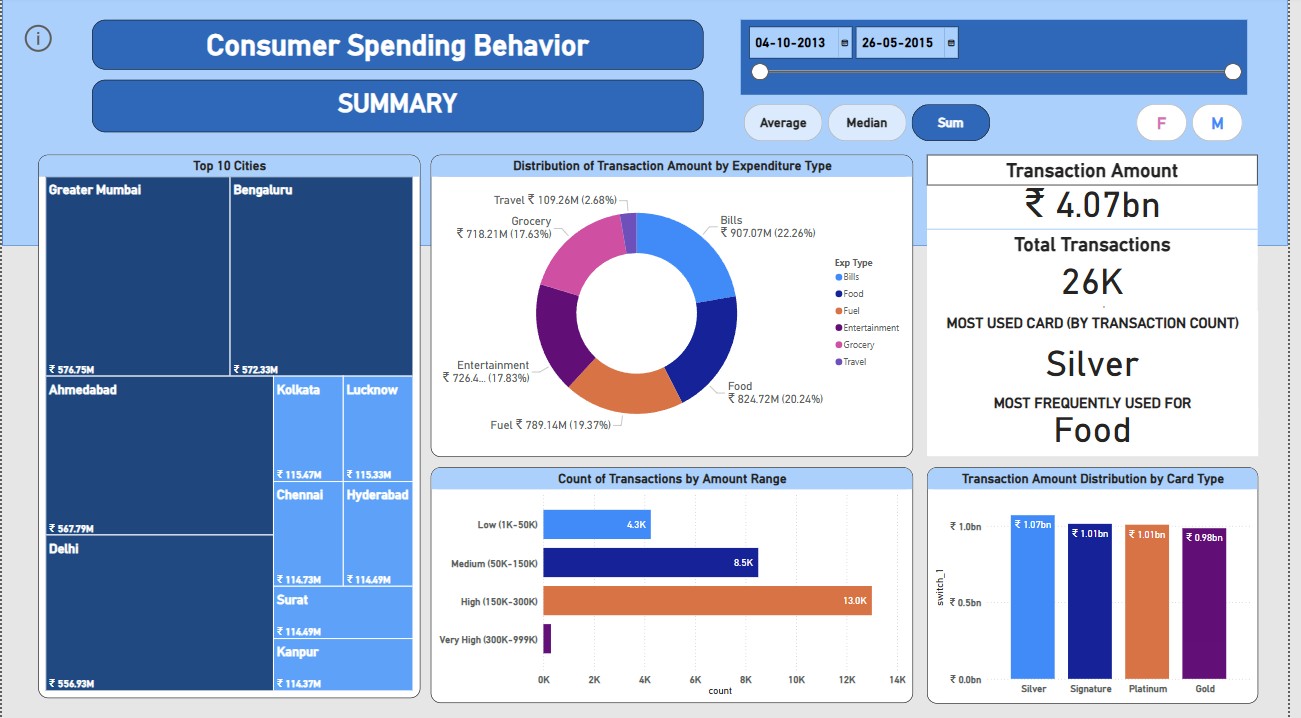 i
Consumer Spending Behavior
SUMMARY
04-10-2013
26-05-2015
Average
Median
Sum
F
M
Top 10 Cities
Greater Mumbai
₹ 576.75M
Bengaluru
₹ 572.33M
Ahmedabad
₹ 567.79M
Delhi
₹ 556.93M
Kolkata
₹ 115.47M
Lucknow
₹ 115.33M
Chennai
₹ 114.73M
Hyderabad
₹ 114.49M
Surat
₹ 114.49M
Kanpur
₹ 114.37M
Distribution of Transaction Amount by Expenditure Type
Travel ₹ 109.26M (2.68%)
Grocery
₹ 718.21M (17.63%)
Bills
₹ 907.07M (22.26%)
Entertainment
₹ 726.4... (17.83%)
Food
₹ 824.72M (20.24%)
Fuel ₹ 789.14M (19.37%)
Exp Type
Bills
Food
Fuel
Entertainment
Grocery
Travel
Transaction Amount
₹ 4.07bn
Total Transactions
26K
MOST USED CARD (BY TRANSACTION COUNT)
Silver
MOST FREQUENTLY USED FOR
Food
Count of Transactions by Amount Range
Low (1K-50K)
4.3K
Medium (50K-150K)
8.5K
High (150K-300K)
13.0K
Very High (300K-999K)
0K 2K 4K 6K 8K 10K 12K 14K
count
Transaction Amount Distribution by Card Type
switch_1
₹ 1.0bn
₹ 0.5bn
₹ 0.0bn
₹ 1.07bn
₹ 1.01bn
₹ 1.01bn
₹ 0.98bn
Silver Signature Platinum Gold